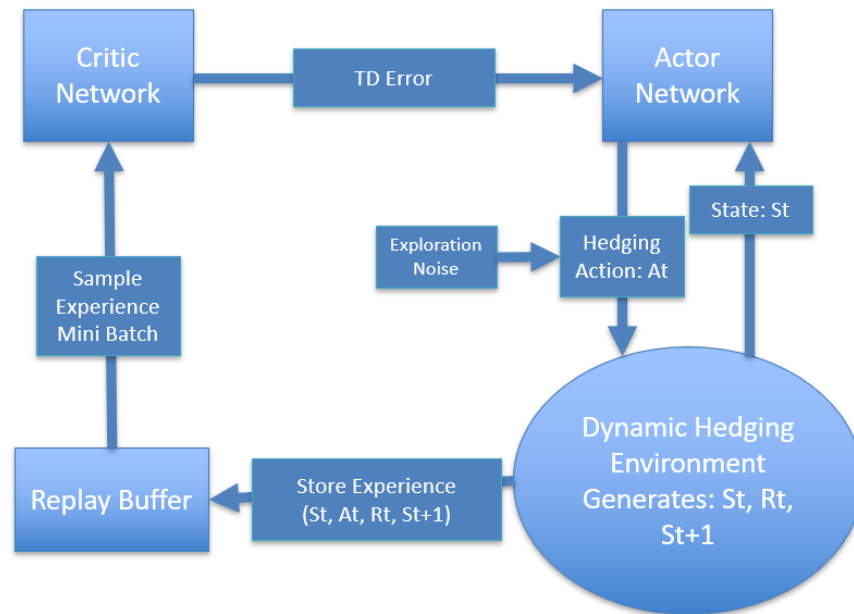 Critic
Network
TD Error
Actor
Network
State: St
Exploration
Noise
Hedging
Action: At
Sample
Experience
Mini Batch
Dynamic Hedging
Environment
Generates: St, Rt,
St+1
Replay Buffer
Store Experience
(St, At, Rt, St+1)